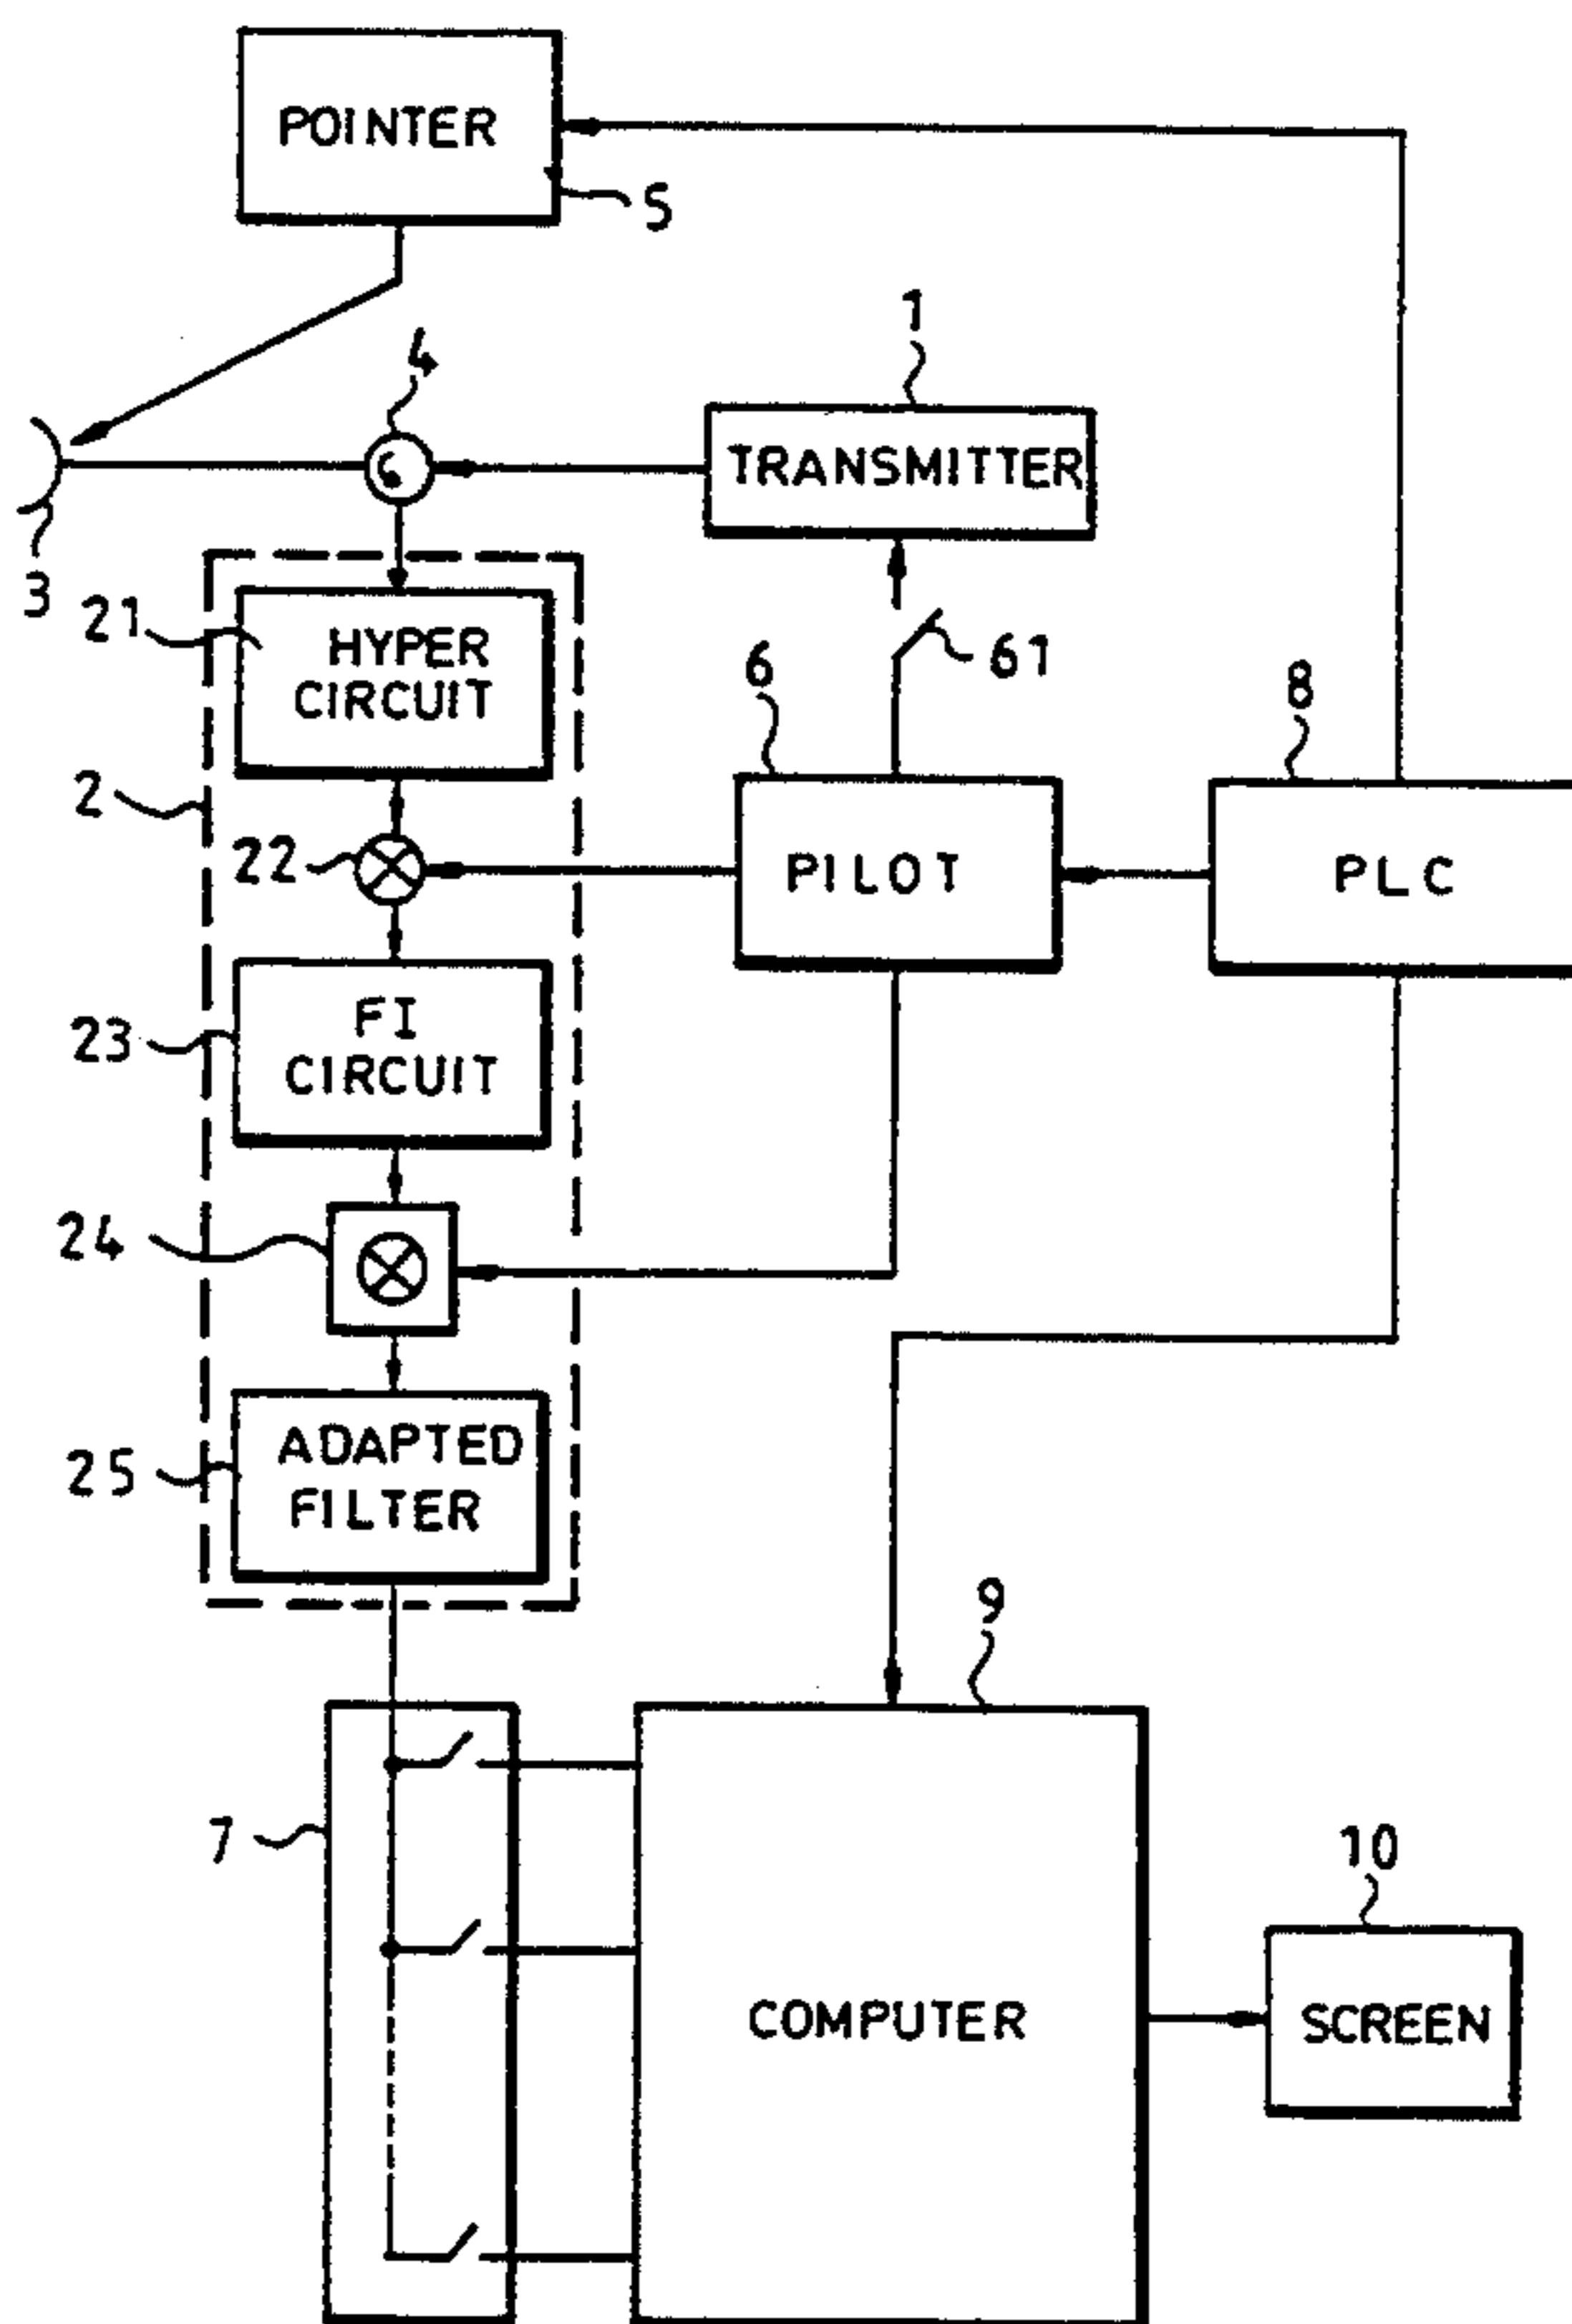 POINTER
5
1
4
TRANSMITTER
3
21
HYPER
CIRCUIT
61
6
8
2
22
PILOT
PLC
FI
CIRCUIT
23
24
ADAPTED
FILTER
25
9
7
10
COMPUTER
SCREEN